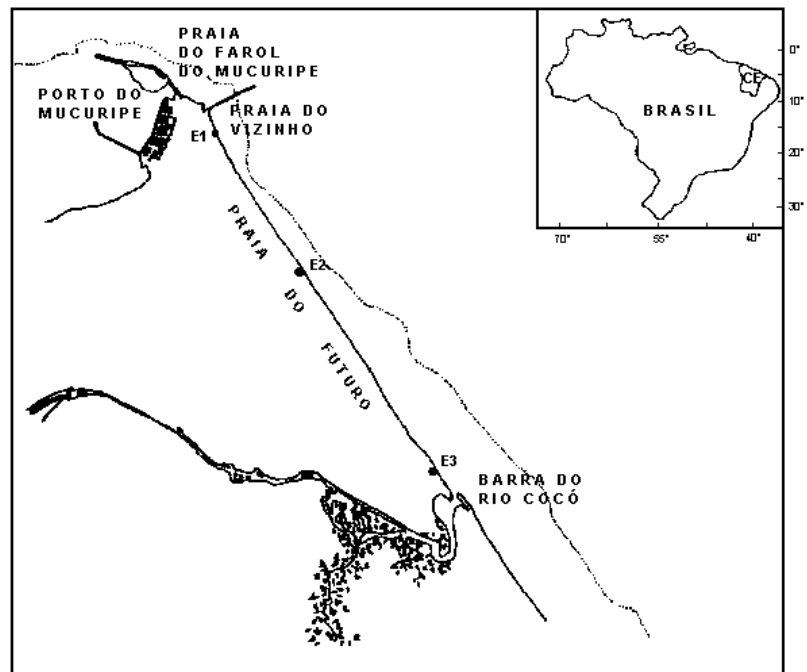 PRAIA
DO FAROL
DO MUCURIPE
PORTO DO
MUCURIPE
PRAIA DO
VIZINHO
E1
PRAIA
DO
FUTURO
E2
E3
BARRA DO
RIO COCÓ
BRASIL
CE
0°
10°
20°
30°
70°
55°
40°